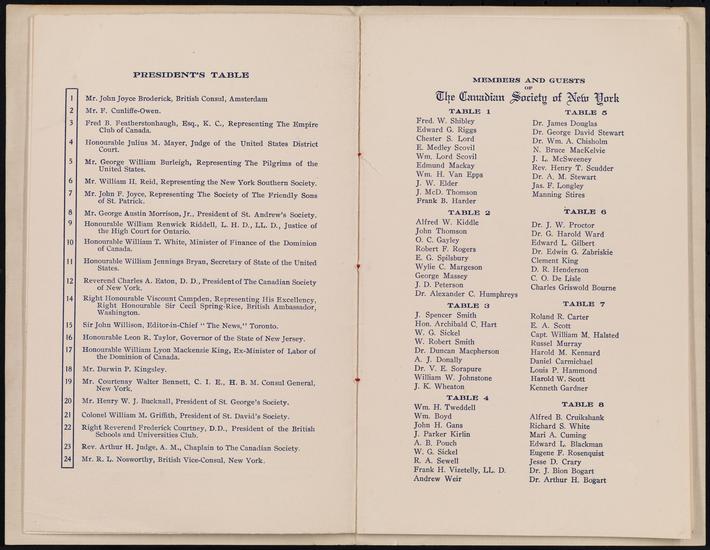 PRESIDENT'S TABLE
1 Mr. John Joyce Broderick, British Consul, Amsterdam
2 Mr. F. Cunliffe-Owen.
3 Fred B. Featherstonhaugh, Esq., K. C., Representing The Empire
Club of Canada.
4 Honourable Julius M. Mayer, Judge of the United States District
Court.
5 Mr. George William Burleigh, Representing The Pilgrims of the
United States.
6 Mr. William H. Reid, Representing the New York Southern Society.
7 Mr. John F. Joyce, Representing The Society of The Friendly Sons
of St. Patrick.
8 Mr. George Austin Morrison, Jr., President of St. Andrew's Society.
9 Honourable William Renwick Riddell, L. H. D., LL. D., Justice of
the High Court for Ontario.
10 Honourable William T. White, Minister of Finance of the Dominion
of Canada.
11 Honourable William Jennings Bryan, Secretary of State of the United
States.
12 Reverend Charles A. Eaton, D. D., President of The Canadian Society
of New York.
14 Right Honourable Viscount Campden, Representing His Excellency,
Right Honourable Sir Cecil Spring-Rice, British Ambassador,
Washington.
15 Sir John Willison, Editor-in-Chief "The News," Toronto.
16 Honourable Leon R. Taylor, Governor of the State of New Jersey.
17 Honourable William Lyon Mackenzie King, Ex-Minister of Labor of
the Dominion of Canada.
18 Mr. Darwin P. Kingsley.
19 Mr. Courtenay Walter Bennett, C. I. E., H. B. M. Consul General,
New York.
20 Mr. Henry W. J. Bucknall, President of St. George's Society.
21 Colonel William M. Griffith, President of St. David's Society.
22 Right Reverend Frederick Courtney, D.D., President of the British
Schools and Universities Club.
23 Rev. Arthur H. Judge, A. M., Chaplain to The Canadian Society.
24 Mr. R. L. Nosworthy, British Vice-Consul, New York.
MEMBERS AND GUESTS
OF
The Canadian Society of New York
TABLE 1
Fred. W. Shibley
Edward G. Riggs
Chester S. Lord
E. Medley Scovil
Wm. Lord Scovil
Edmund Mackay
Wm. H. Van Epps
J. W. Elder
J. McD. Thomson
Frank B. Harder
TABLE 2
Alfred W. Kiddle
John Thomson
O. C. Gayley
Robert F. Rogers
E. G. Spilsbury
Wylie C. Margeson
George Massey
J. D. Peterson
Dr. Alexander C. Humphreys
TABLE 3
J. Spencer Smith
Hon. Archibald C. Hart
W. G. Sickel
W. Robert Smith
Dr. Duncan Macpherson
A. J. Donally
Dr. V. E. Sorapure
William W. Johnstone
J. K. Wheaton
TABLE 4
Wm. H. Tweddell
Wm. Boyd
John H. Gans
J. Parker Kirlin
A. B. Pouch
W. G. Sickel
R. A. Sewell
Frank H. Vizetelly, LL. D.
Andrew Weir
TABLE 5
Dr. James Douglas
Dr. George David Stewart
Dr. Wm. A. Chisholm
N. Bruce MacKelvie
J. L. McSweeney
Rev. Henry T. Scudder
Dr. A. M. Stewart
Jas. F. Longley
Manning Stires
TABLE 6
Dr. J. W. Proctor
Dr. G. Harold Ward
Edward L. Gilbert
Dr. Edwin G. Zabriskie
Clement King
D. R. Henderson
C. O. De Lisle
Charles Griswold Bourne
TABLE 7
Roland R. Carter
E. A. Scott
Capt. William M. Halsted
Russel Murray
Harold M. Kennard
Daniel Carmichael
Louis P. Hammond
Harold W. Scott
Kenneth Gardner
TABLE 8
Alfred B. Cruikshank
Richard S. White
Mari A. Cuming
Edward L. Blackman
Eugene F. Rosenquist
Jesse D. Crary
Dr. J. Bion Bogart
Dr. Arthur H. Bogart